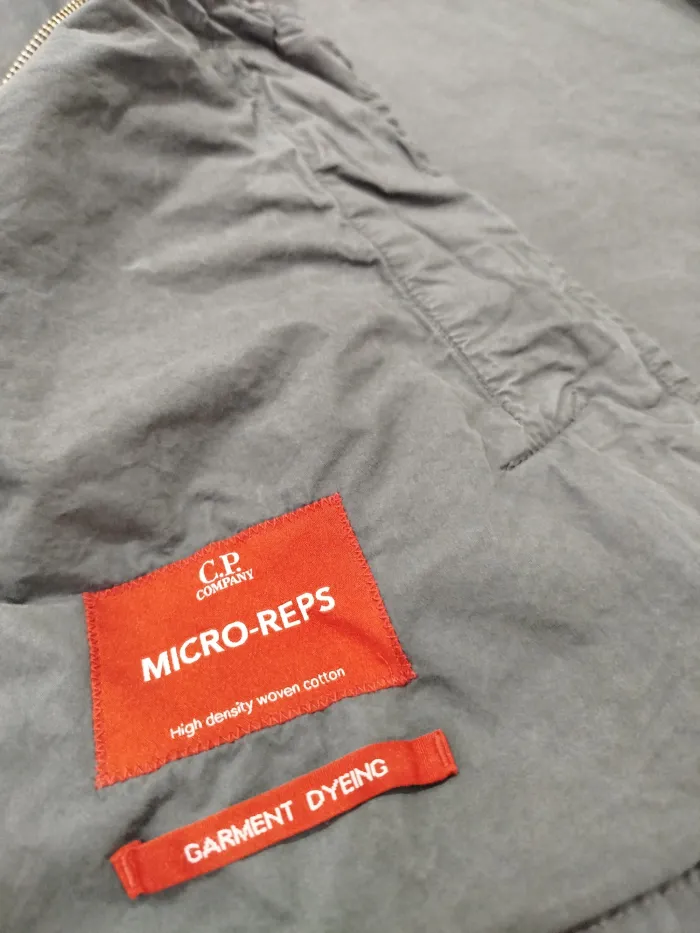 C.P.
COMPANY
MICRO-REPS
High density woven cotton
GARMENT DYEING